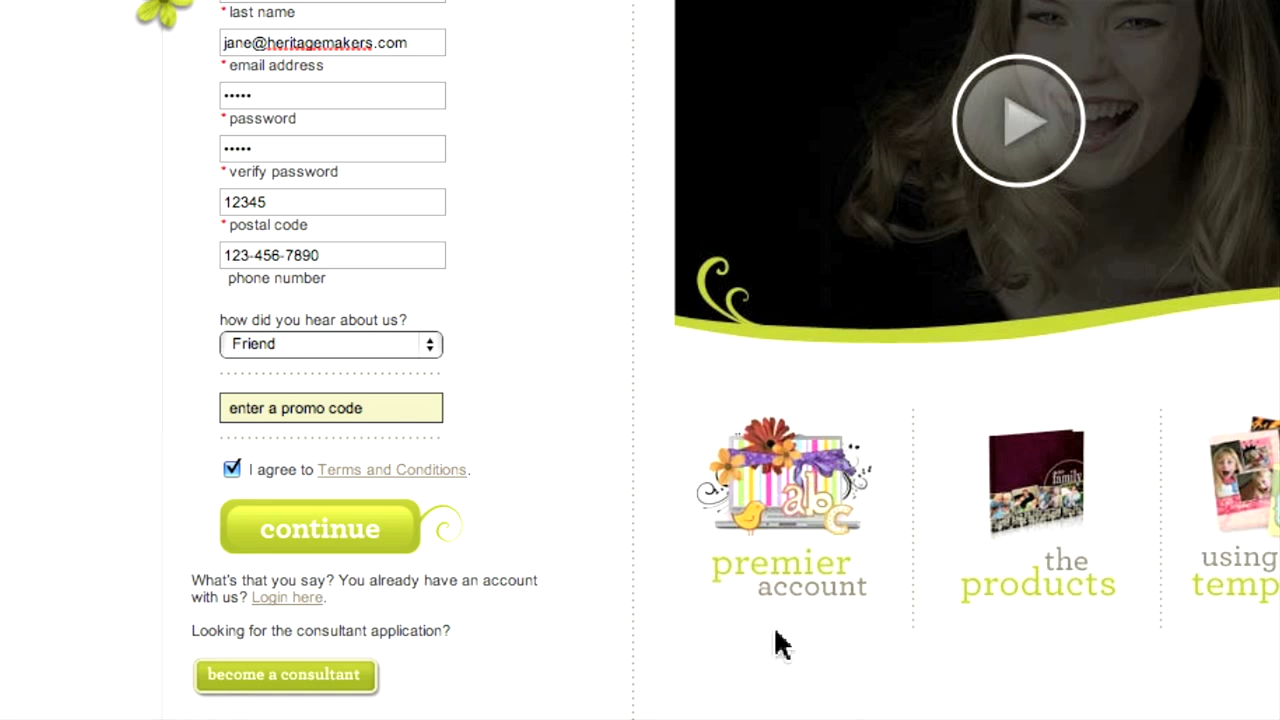 * last name
jane@heritagemakers.com
* email address
•••••
* password
•••••
* verify password
12345
* postal code
123-456-7890
phone number
how did you hear about us?
Friend
enter a promo code
I agree to Terms and Conditions.
continue
What's that you say? You already have an account
with us? Login here.
Looking for the consultant application?
become a consultant
abc
premier
account
family
the
products
using
temp